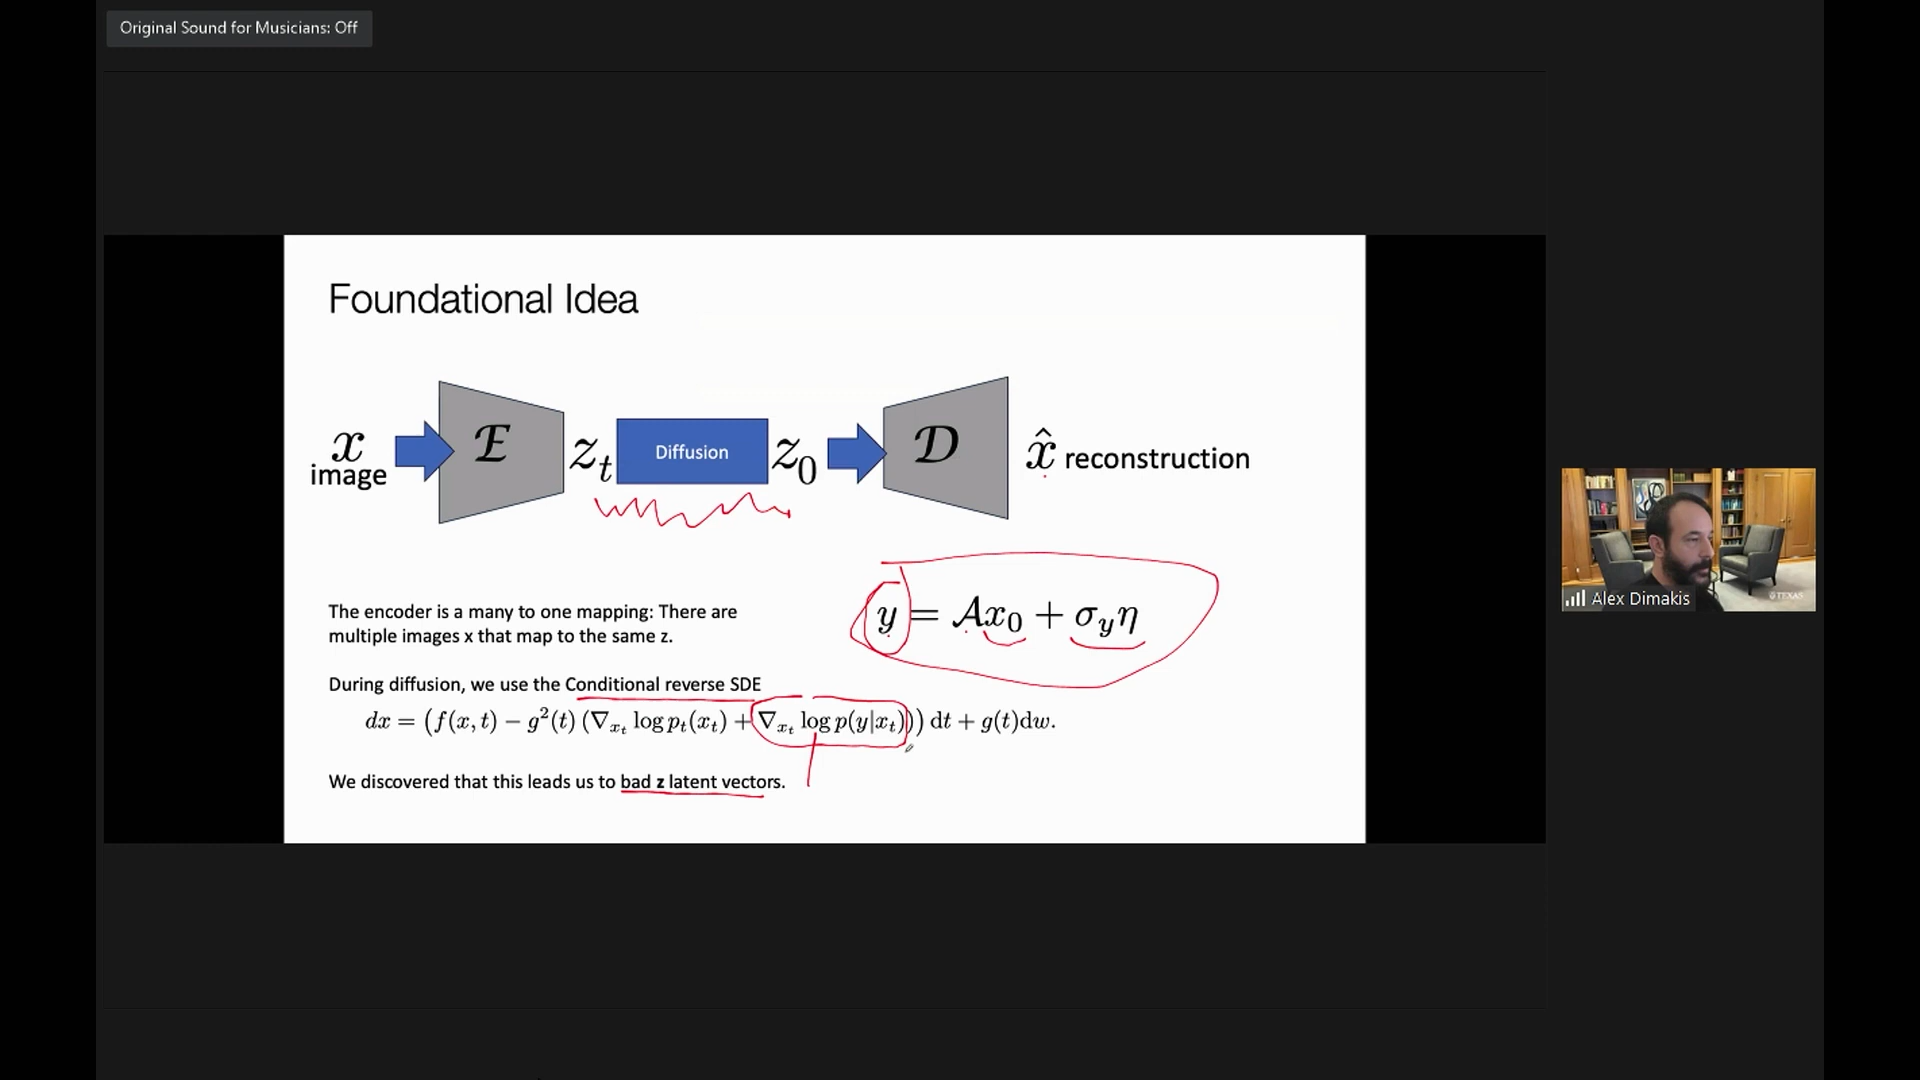 Original Sound for Musicians: Off
Foundational Idea
x
image
ℰ
z_t
Diffusion
z_0
𝒟
x̂ reconstruction
The encoder is a many to one mapping: There are
multiple images x that map to the same z.
y = 𝒜x_0 + σ_yη
During diffusion, we use the Conditional reverse SDE
dx = (f(x, t) − g²(t) (∇_{x_t} log p_t(x_t) + ∇_{x_t} log p(y|x_t))) dt + g(t)dw.
We discovered that this leads us to bad z latent vectors.
Alex Dimakis
TEXAS